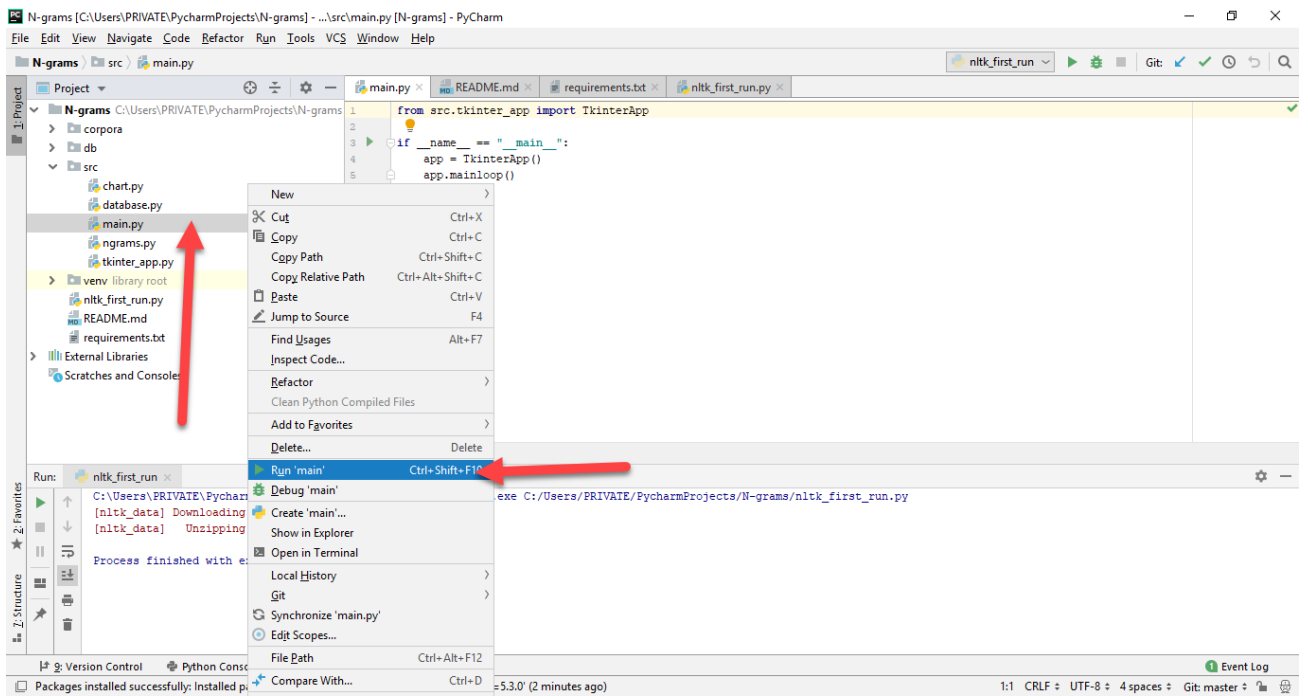 N-grams [C:\Users\PRIVATE\PycharmProjects\N-grams] - ...\src\main.py [N-grams] - PyCharm
File Edit View Navigate Code Refactor Run Tools VCS Window Help
N-grams src main.py
nltk_first_run Git:
1: Project
Project
main.py README.md requirements.txt nltk_first_run.py
N-grams C:\Users\PRIVATE\PycharmProjects\N-grams
corpora
db
src
chart.py
database.py
main.py
ngrams.py
tkinter_app.py
venv library root
nltk_first_run.py
README.md
requirements.txt
External Libraries
Scratches and Consoles
1 from src.tkinter_app import TkinterApp
2
3 if __name__ == "__main__":
4 app = TkinterApp()
5 app.mainloop()
New
Cut Ctrl+X
Copy Ctrl+C
Copy Path Ctrl+Shift+C
Copy Relative Path Ctrl+Alt+Shift+C
Paste Ctrl+V
Jump to Source F4
Find Usages Alt+F7
Inspect Code...
Refactor
Clean Python Compiled Files
Add to Favorites
Delete... Delete
Run 'main' Ctrl+Shift+F10
Debug 'main'
Create 'main'...
Show in Explorer
Open in Terminal
Local History
Git
Synchronize 'main.py'
Edit Scopes...
File Path Ctrl+Alt+F12
Compare With... Ctrl+D
Run: nltk_first_run
C:\Users\PRIVATE\Pychar .exe C:/Users/PRIVATE/PycharmProjects/N-grams/nltk_first_run.py
[nltk_data] Downloading
[nltk_data] Unzipping
Process finished with
2: Favorites
7: Structure
9: Version Control Python Conso
1 Event Log
Packages installed successfully: Installed =5.3.0' (2 minutes ago)
1:1 CRLF UTF-8 4 spaces Git: master